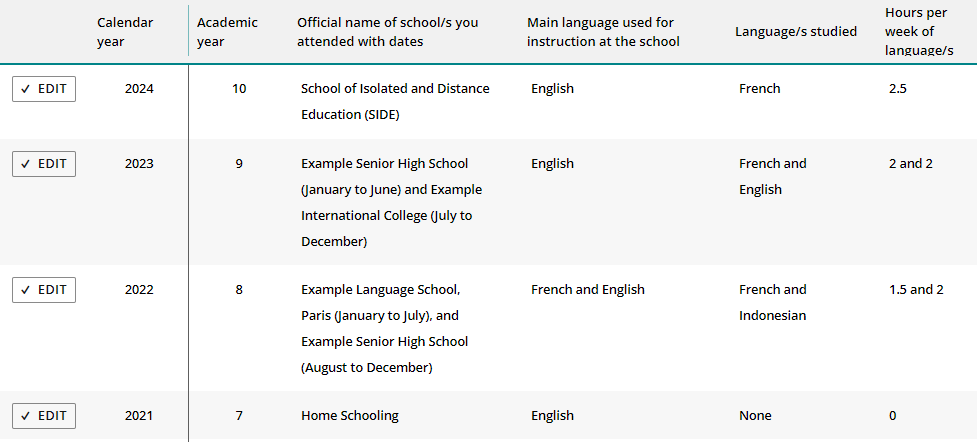 Calendar year
Academic year
Official name of school/s you attended with dates
Main language used for instruction at the school
Language/s studied
Hours per week of language/s
✓ EDIT 2024 10 School of Isolated and Distance Education (SIDE) English French 2.5
✓ EDIT 2023 9 Example Senior High School (January to June) and Example International College (July to December) English French and English 2 and 2
✓ EDIT 2022 8 Example Language School, Paris (January to July), and Example Senior High School (August to December) French and English French and Indonesian 1.5 and 2
✓ EDIT 2021 7 Home Schooling English None 0